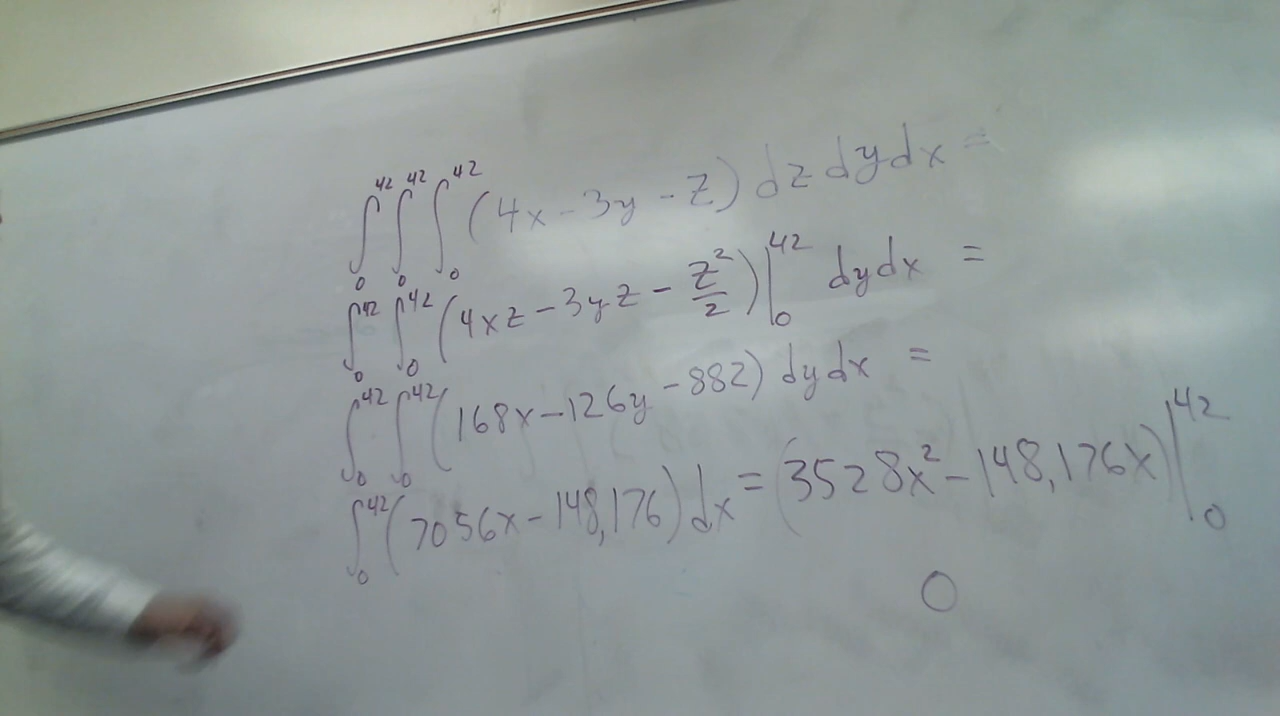 ∫₀⁴² ∫₀⁴² ∫₀⁴² (4x - 3y - z) dz dy dx =
∫₀⁴² ∫₀⁴² (4xz - 3yz - z²/2)|₀⁴² dy dx =
∫₀⁴² ∫₀⁴² (168x - 126y - 882) dy dx =
∫₀⁴² (7056x - 148,176) dx = (3528x² - 148,176x)|₀⁴²
0